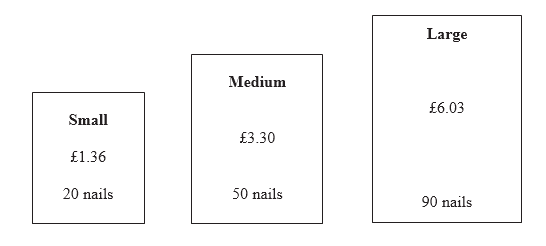 Small
£1.36
20 nails
Medium
£3.30
50 nails
Large
£6.03
90 nails